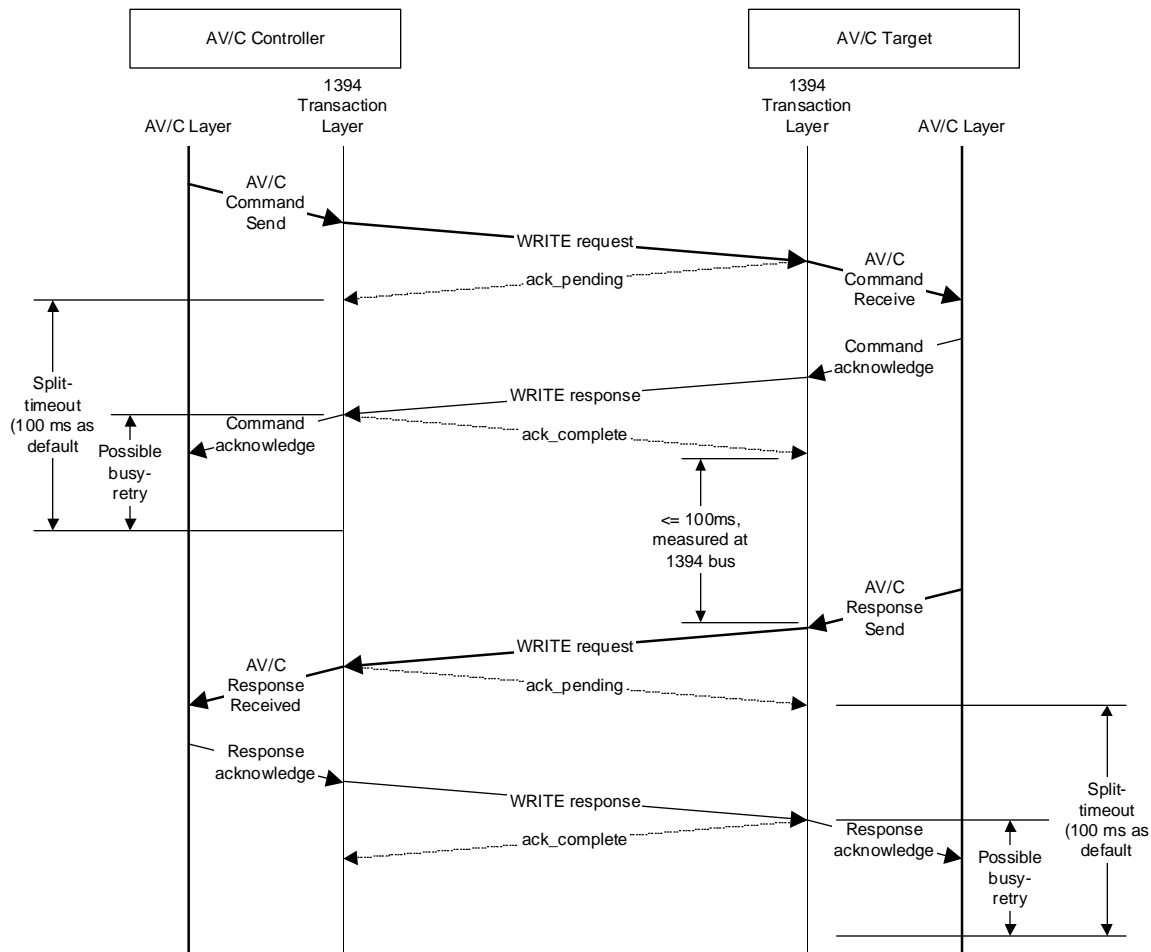 AV/C Controller
AV/C Target
1394
Transaction
Layer
1394
Transaction
Layer
AV/C Layer
AV/C Layer
AV/C
Command
Send
WRITE request
ack_pending
AV/C
Command
Receive
Command
acknowledge
WRITE response
Split-
timeout
(100 ms as
default
Possible
busy-
retry
Command
acknowledge
ack_complete
<= 100ms,
measured at
1394 bus
AV/C
Response
Send
WRITE request
AV/C
Response
Received
ack_pending
Response
acknowledge
WRITE response
ack_complete
Response
acknowledge
Possible
busy-
retry
Split-
timeout
(100 ms as
default